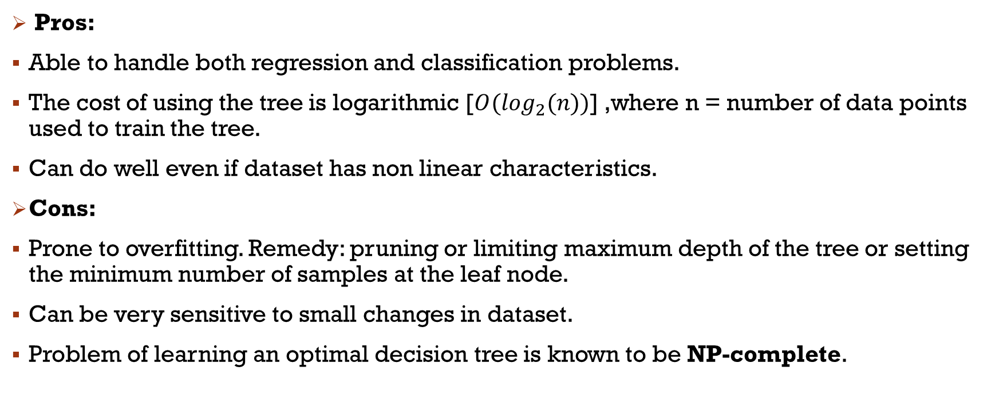 ➢ Pros:
▪ Able to handle both regression and classification problems.
▪ The cost of using the tree is logarithmic [𝑂(𝑙𝑜𝑔₂(𝑛))] ,where n = number of data points
used to train the tree.
▪ Can do well even if dataset has non linear characteristics.
➢ Cons:
▪ Prone to overfitting. Remedy: pruning or limiting maximum depth of the tree or setting
the minimum number of samples at the leaf node.
▪ Can be very sensitive to small changes in dataset.
▪ Problem of learning an optimal decision tree is known to be NP-complete.